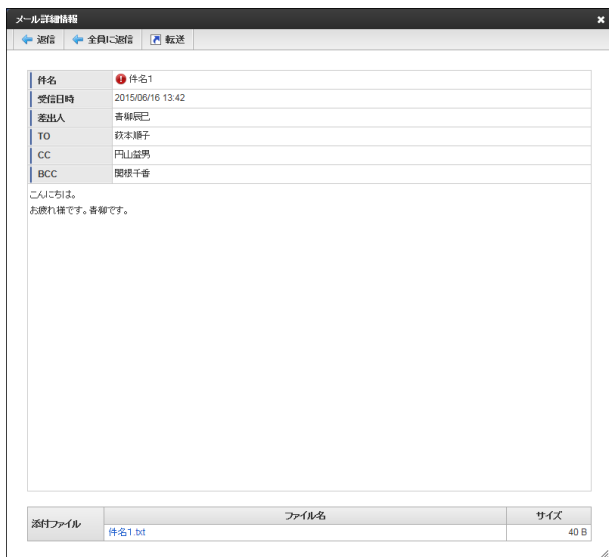 メール詳細情報
返信 全員に返信 転送
件名 件名1
受信日時 2015/06/16 13:42
差出人 青柳辰巳
TO 萩本順子
CC 円山益男
BCC 関根千香
こんにちは。
お疲れ様です。青柳です。
添付ファイル ファイル名 サイズ
件名1.txt 40 B